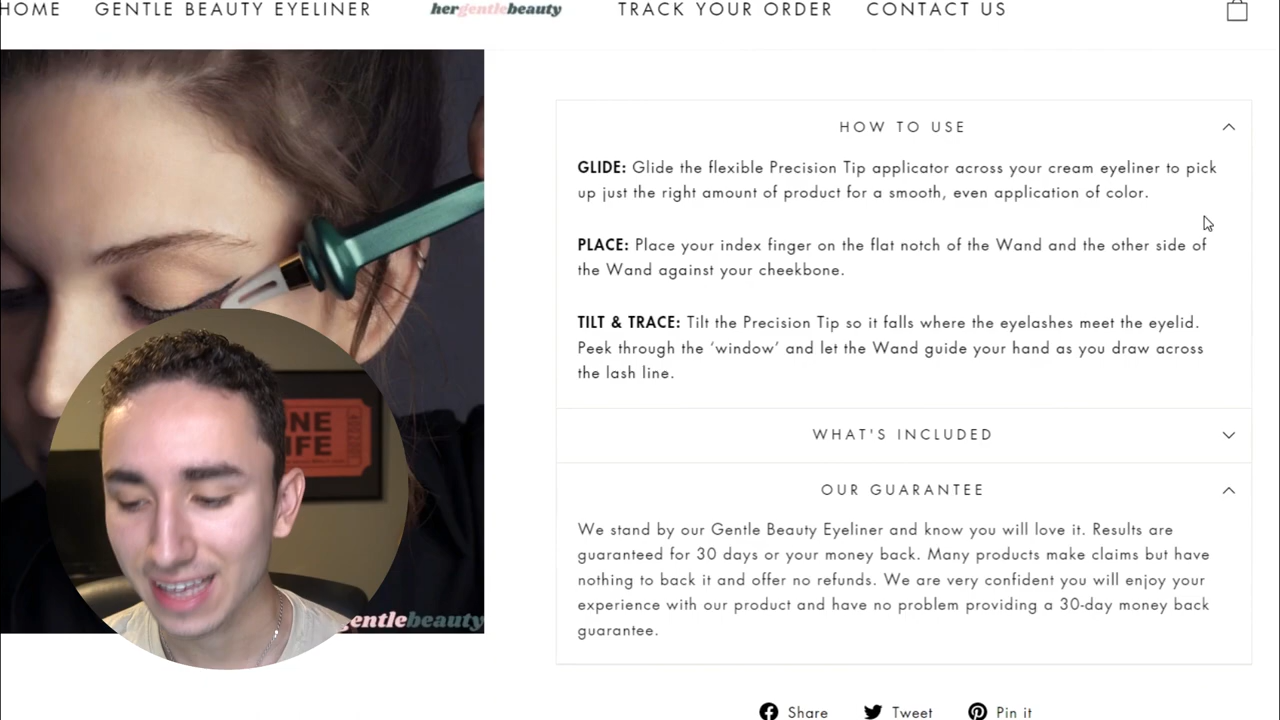 HOME
GENTLE BEAUTY EYELINER
hergentlebeauty
TRACK YOUR ORDER
CONTACT US
HOW TO USE
GLIDE: Glide the flexible Precision Tip applicator across your cream eyeliner to pick
up just the right amount of product for a smooth, even application of color.
PLACE: Place your index finger on the flat notch of the Wand and the other side of
the Wand against your cheekbone.
TILT & TRACE: Tilt the Precision Tip so it falls where the eyelashes meet the eyelid.
Peek through the ‘window’ and let the Wand guide your hand as you draw across
the lash line.
WHAT'S INCLUDED
OUR GUARANTEE
We stand by our Gentle Beauty Eyeliner and know you will love it. Results are
guaranteed for 30 days or your money back. Many products make claims but have
nothing to back it and offer no refunds. We are very confident you will enjoy your
experience with our product and have no problem providing a 30-day money back
guarantee.
Share
Tweet
Pin it
ONE
LIFE
gentlebeauty